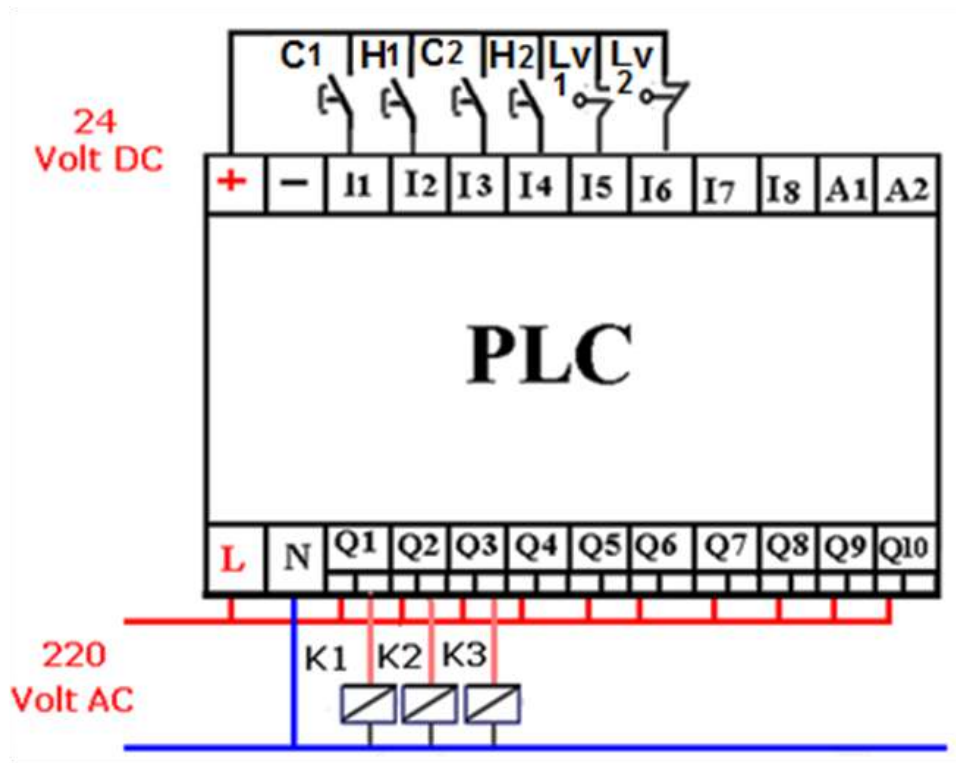 C1 H1 C2 H2 Lv 1 Lv 2
24
Volt DC
+ − I1 I2 I3 I4 I5 I6 I7 I8 A1 A2
PLC
L N Q1 Q2 Q3 Q4 Q5 Q6 Q7 Q8 Q9 Q10
220
Volt AC
K1 K2 K3